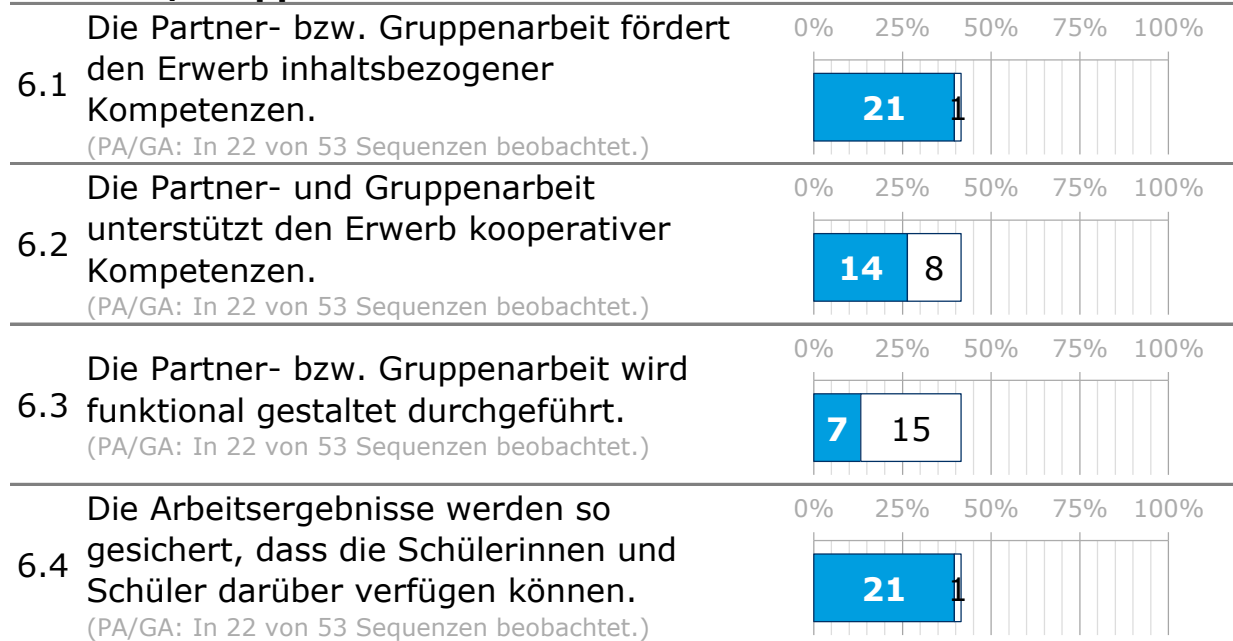 Die Partner- bzw. Gruppenarbeit fördert
0% 25% 50% 75% 100%
6.1 den Erwerb inhaltsbezogener
Kompetenzen.
21 1
(PA/GA: In 22 von 53 Sequenzen beobachtet.)
Die Partner- und Gruppenarbeit
0% 25% 50% 75% 100%
6.2 unterstützt den Erwerb kooperativer
Kompetenzen.
14 8
(PA/GA: In 22 von 53 Sequenzen beobachtet.)
0% 25% 50% 75% 100%
Die Partner- bzw. Gruppenarbeit wird
6.3 funktional gestaltet durchgeführt.
7 15
(PA/GA: In 22 von 53 Sequenzen beobachtet.)
Die Arbeitsergebnisse werden so
0% 25% 50% 75% 100%
6.4 gesichert, dass die Schülerinnen und
Schüler darüber verfügen können.
21 1
(PA/GA: In 22 von 53 Sequenzen beobachtet.)